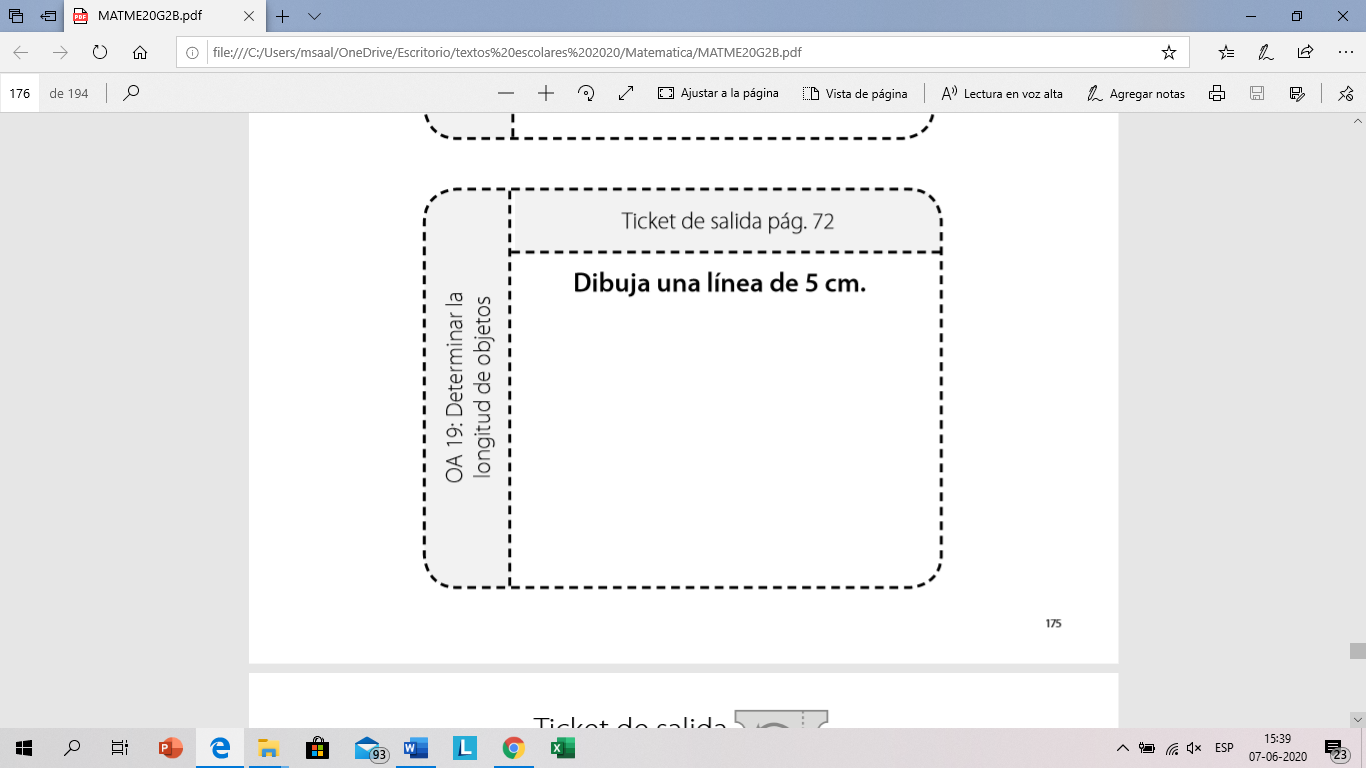 MATME20G2B.pdf
file:///C:/Users/msaal/OneDrive/Escritorio/textos%20escolares%202020/Matematica/MATME20G2B.pdf
176 de 194
Ajustar a la página
Vista de página
Lectura en voz alta
Agregar notas
Ticket de salida pág. 72
OA 19: Determinar la
longitud de objetos
Dibuja una línea de 5 cm.
175
Ticket de salida
93
ESP
15:39
07-06-2020
23